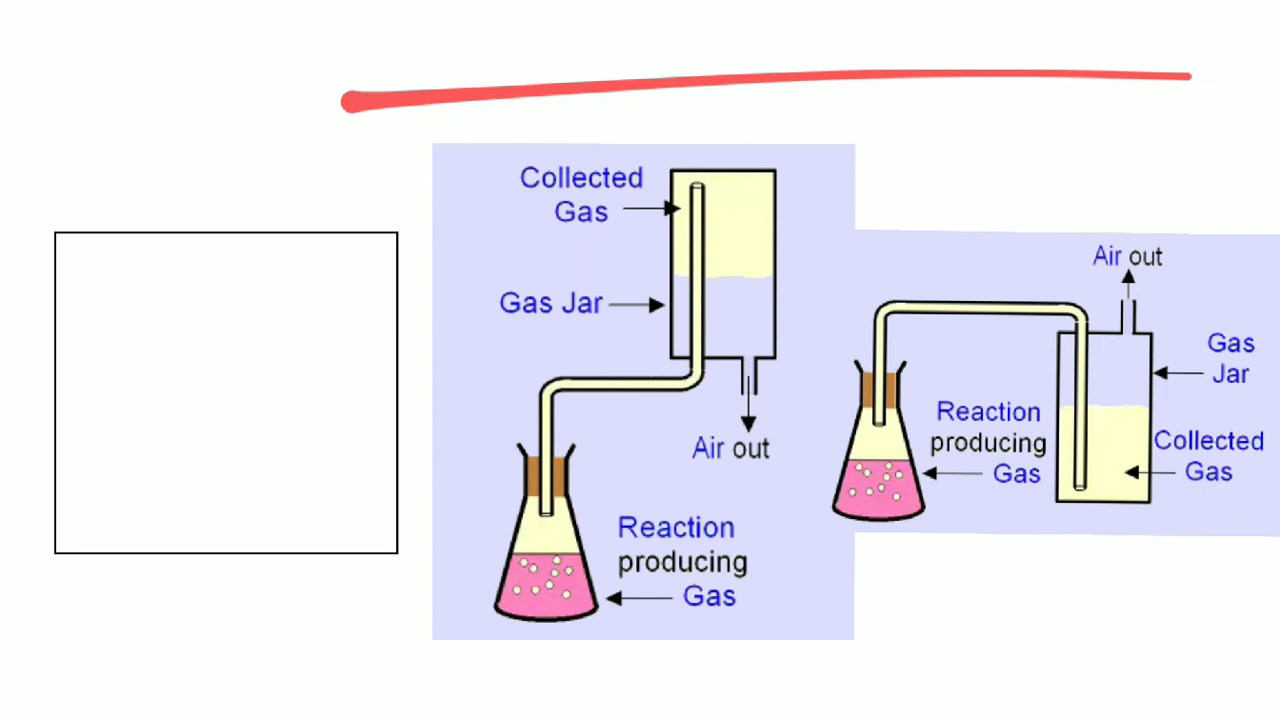 Collected
Gas
Gas Jar
Air out
Reaction
producing
Gas
Air out
Gas
Jar
Reaction
producing
Gas
Collected
Gas